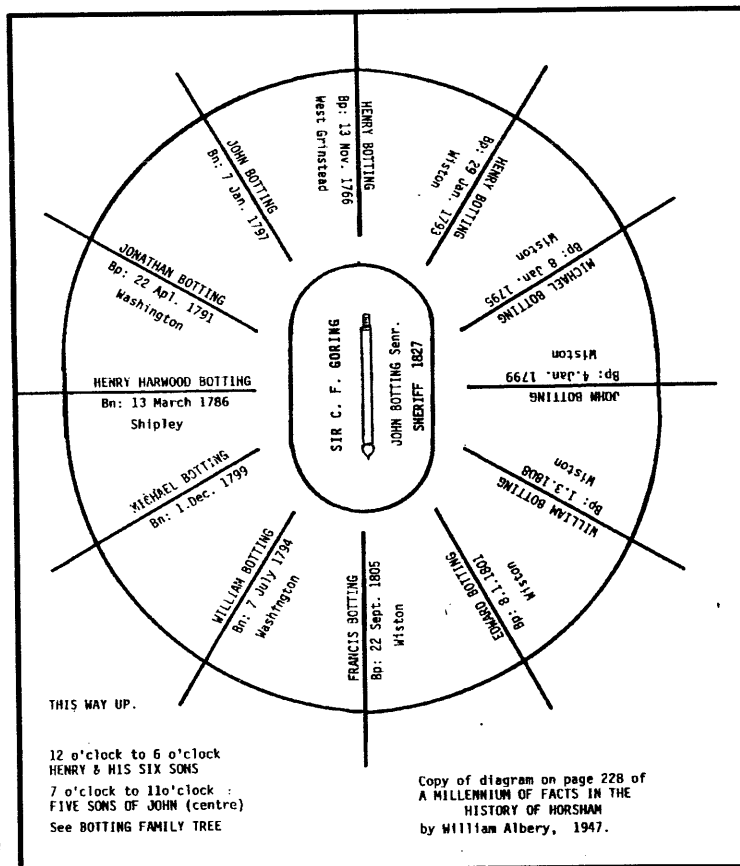 HENRY BOTTING
Bp: 13 Nov. 1766
West Grinstead
HENRY BOTTING
Bp: 29 Jan. 1793
Wiston
MICHAEL BOTTING
Bp: 8 Jan. 1795
Wiston
JOHN BOTTING
Bp: 4.Jan. 1799
Wiston
WILLIAM BOTTING
Bp: 1.3.1808
Wiston
EDWARD BOTTING
Bp: 8.1.1801
Wiston
FRANCIS BOTTING
Bp: 22 Sept. 1805
Wiston
WILLIAM BOTTING
Bn: 7 July 1794
Washington
MICHAEL BOTTING
Bn: 1.Dec. 1799
HENRY HARWOOD BOTTING
Bn: 13 March 1786
Shipley
JONATHAN BOTTING
Bp: 22 Apl. 1791
Washington
JOHN BOTTING
Bn: 7 Jan. 1797
SIR C. F. GORING
JOHN BOTTING Senr.
SHERIFF 1827
THIS WAY UP.
12 o'clock to 6 o'clock
HENRY & HIS SIX SONS
7 o'clock to 11o'clock :
FIVE SONS OF JOHN (centre)
See BOTTING FAMILY TREE
Copy of diagram on page 228 of
A MILLENNIUM OF FACTS IN THE
HISTORY OF HORSHAM
by William Albery, 1947.